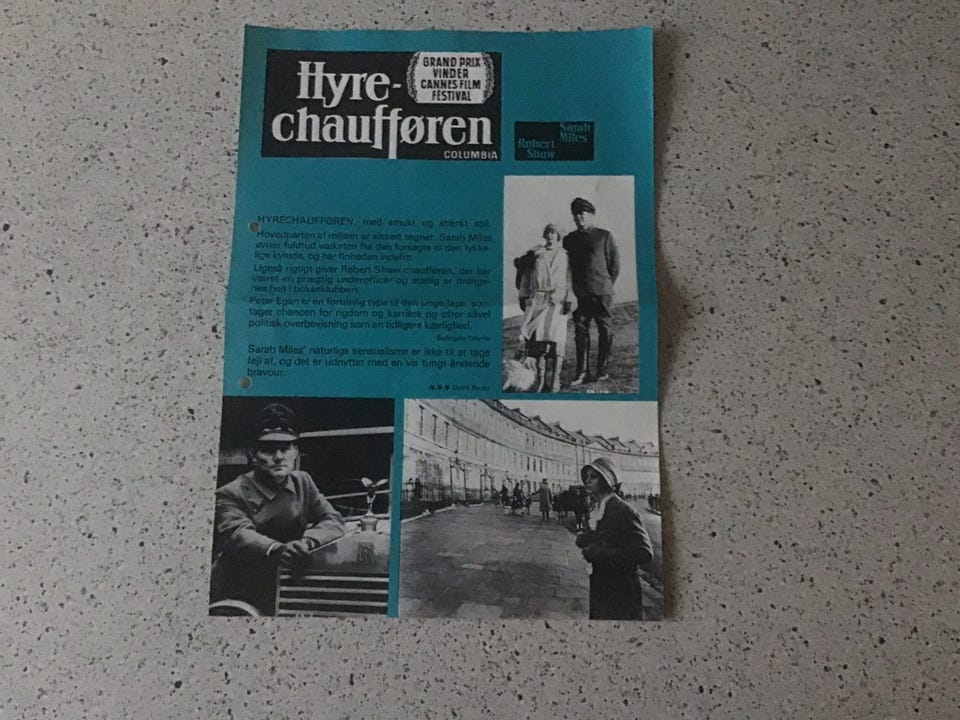 Hyre-
chaufføren
GRAND PRIX
VINDER
CANNES FILM
FESTIVAL
COLUMBIA
Sarah
Miles
Robert
Shaw
HYRECHAUFFØREN, med smukt og stærkt spil.
Hovedparten af miljøet er sikkert tegnet. Sarah Miles
evner fuldtud væksten fra den forsagte til den lykke-
lige kvinde, og har finheden indefra.
Ligeså rigtigt giver Robert Shaw chaufføren, der har
været en prægtig underofficer og stadig er drenge-
nes helt i bokseklubben.
Peter Egan er en fortrinlig type til den unge laps, som
tager chancen for rigdom og karriere og ofrer såvel
politisk overbevisning som en tidligere kærlighed.
Berlingske Tidende
Sarah Miles' naturlige sensualisme er ikke til at tage
fejl af, og det er udnyttet med en vis tungt åndende
bravour.
Ekstra Bladet